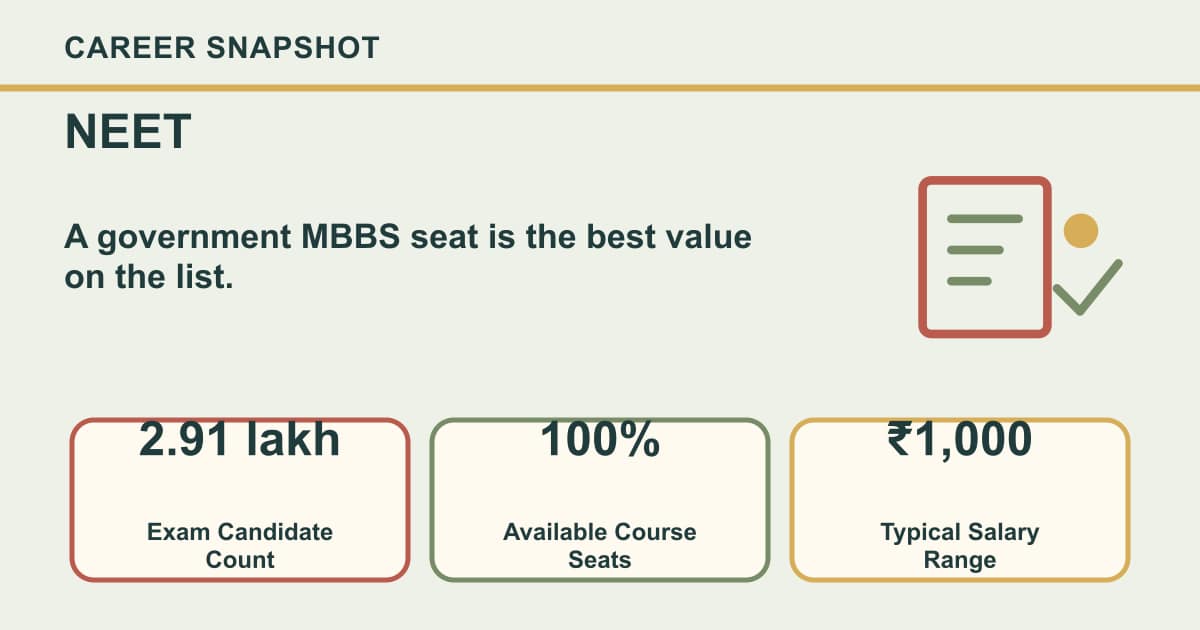 CAREER SNAPSHOT
NEET
A government MBBS seat is the best value
on the list.
2.91 lakh
Exam Candidate
Count
100%
Available Course
Seats
₹1,000
Typical Salary
Range